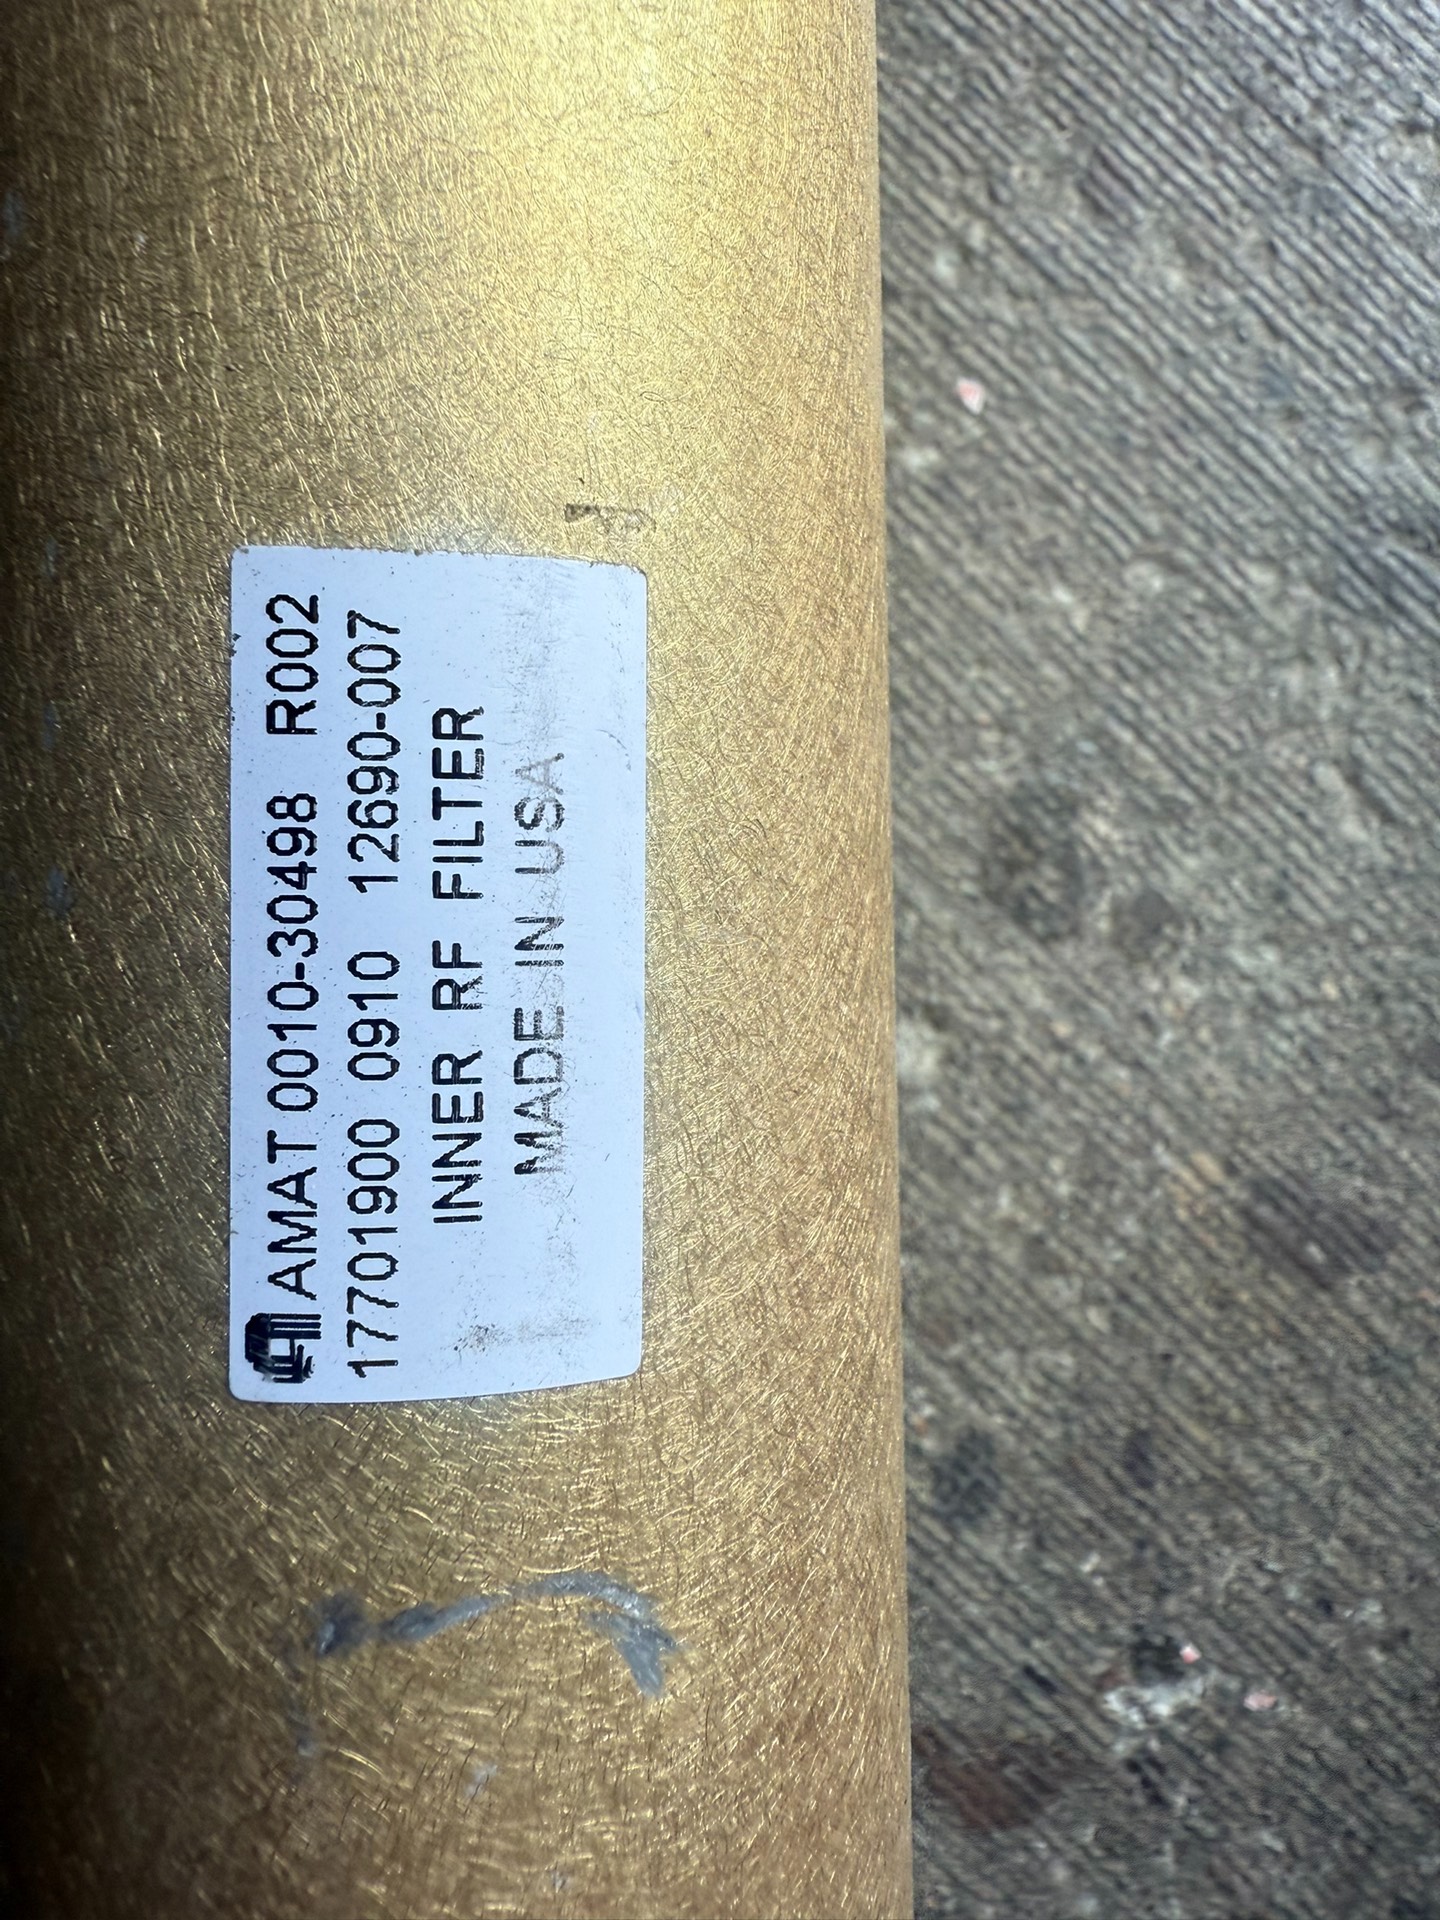 AMAT 0010-30498 R002
17701900 0910 12690-007
INNER RF FILTER
MADE IN USA